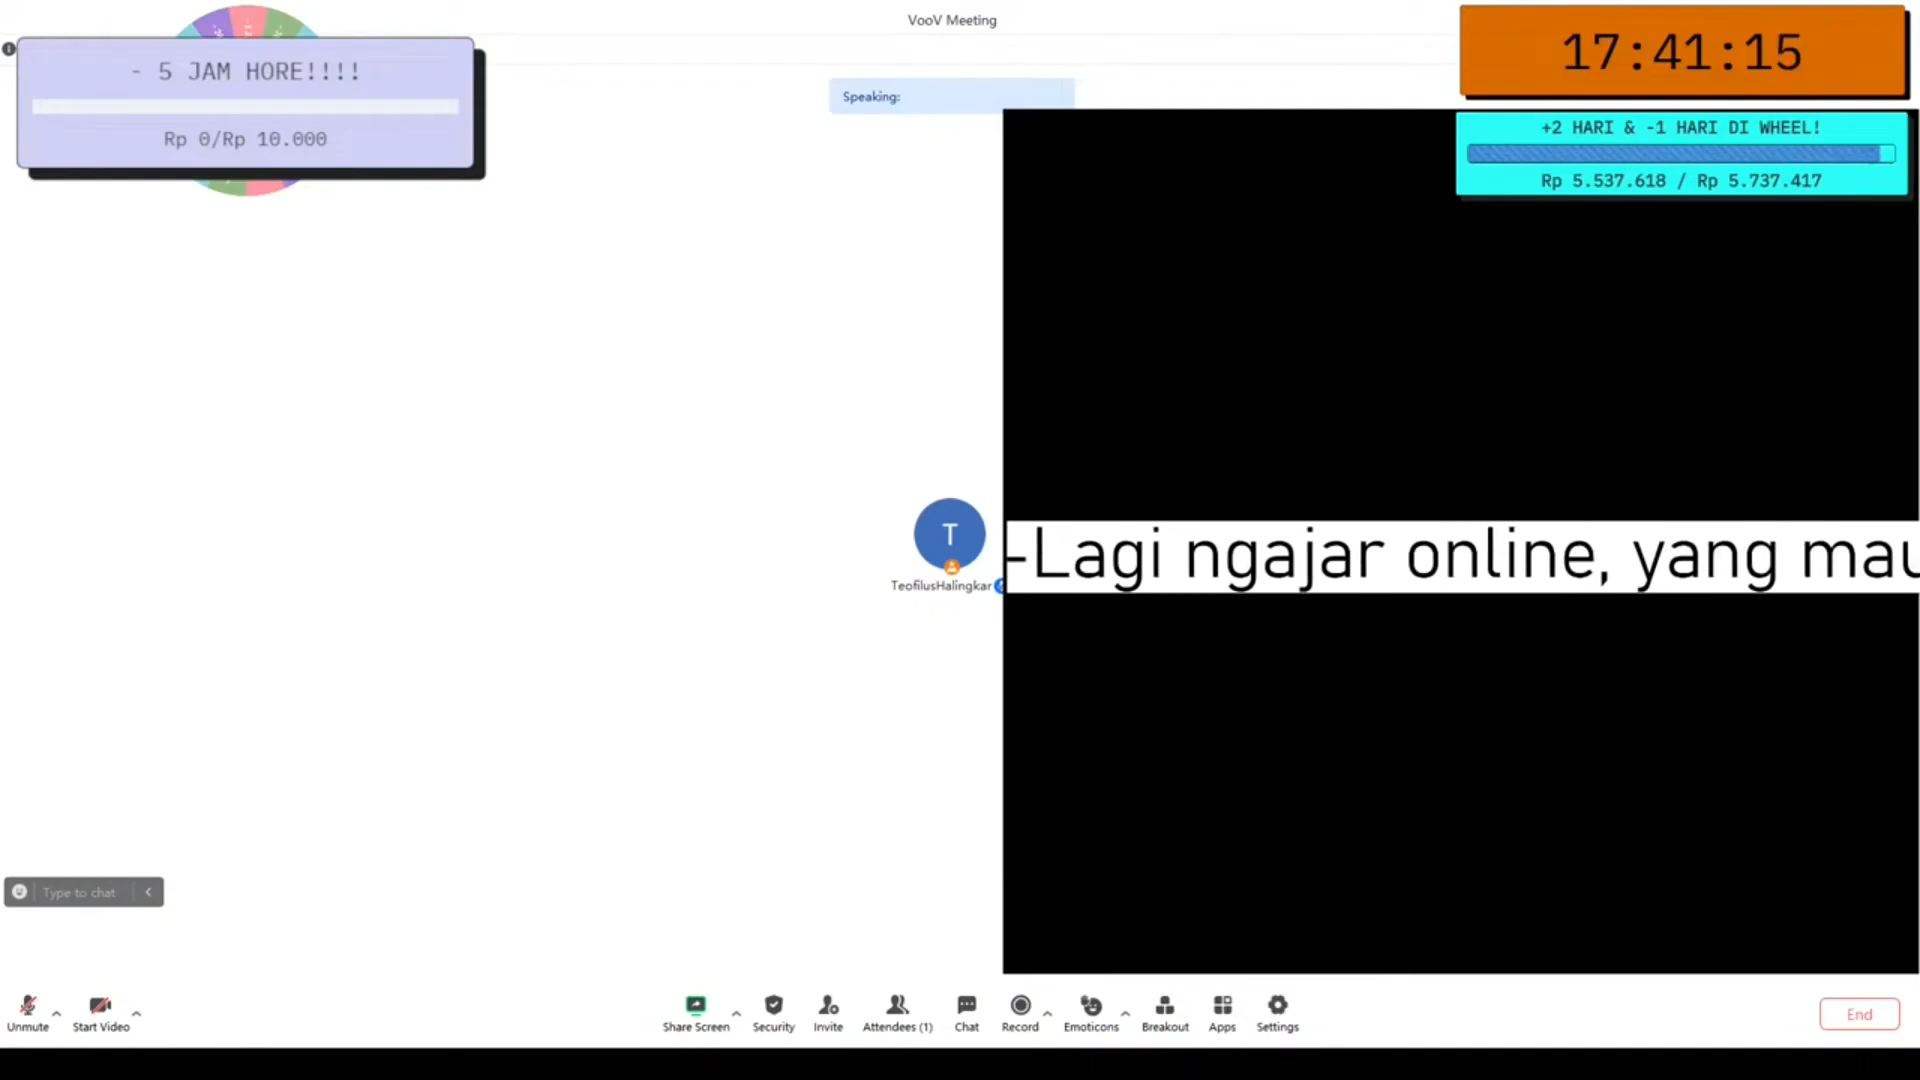 VooV Meeting
- 5 JAM HORE!!!!
Rp 0/Rp 10.000
17:41:15
Speaking:
+2 HARI & -1 HARI DI WHEEL!
Rp 5.537.618 / Rp 5.737.417
T
TeofilusHalingkar
-Lagi ngajar online, yang mau
Type to chat
Unmute
Start Video
Share Screen
Security
Invite
Attendees (1)
Chat
Record
Emoticons
Breakout
Apps
Settings
End